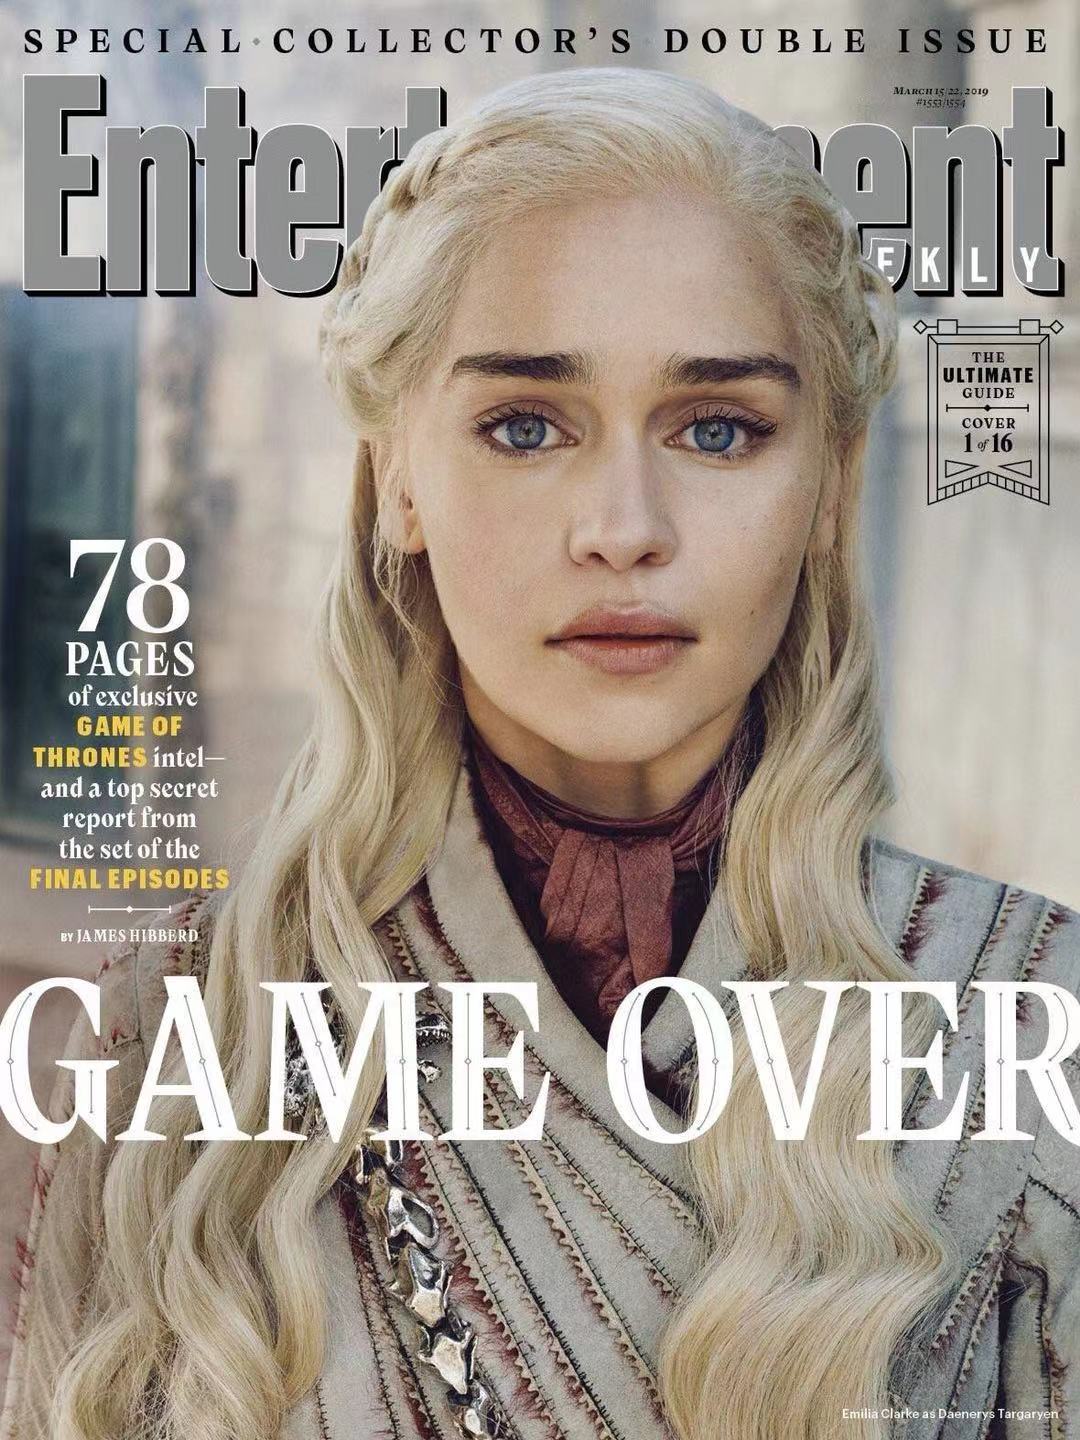 SPECIAL·COLLECTOR’S DOUBLE ISSUE
MARCH 15/22, 2019
#1553/1554
Entert ent
EKLY
THE
ULTIMATE
GUIDE
COVER
1 of 16
78
PAGES
of exclusive
GAME OF
THRONES intel—
and a top secret
report from
the set of the
FINAL EPISODES
BY JAMES HIBBERD
GAME OVER
Emilia Clarke as Daenerys Targaryen